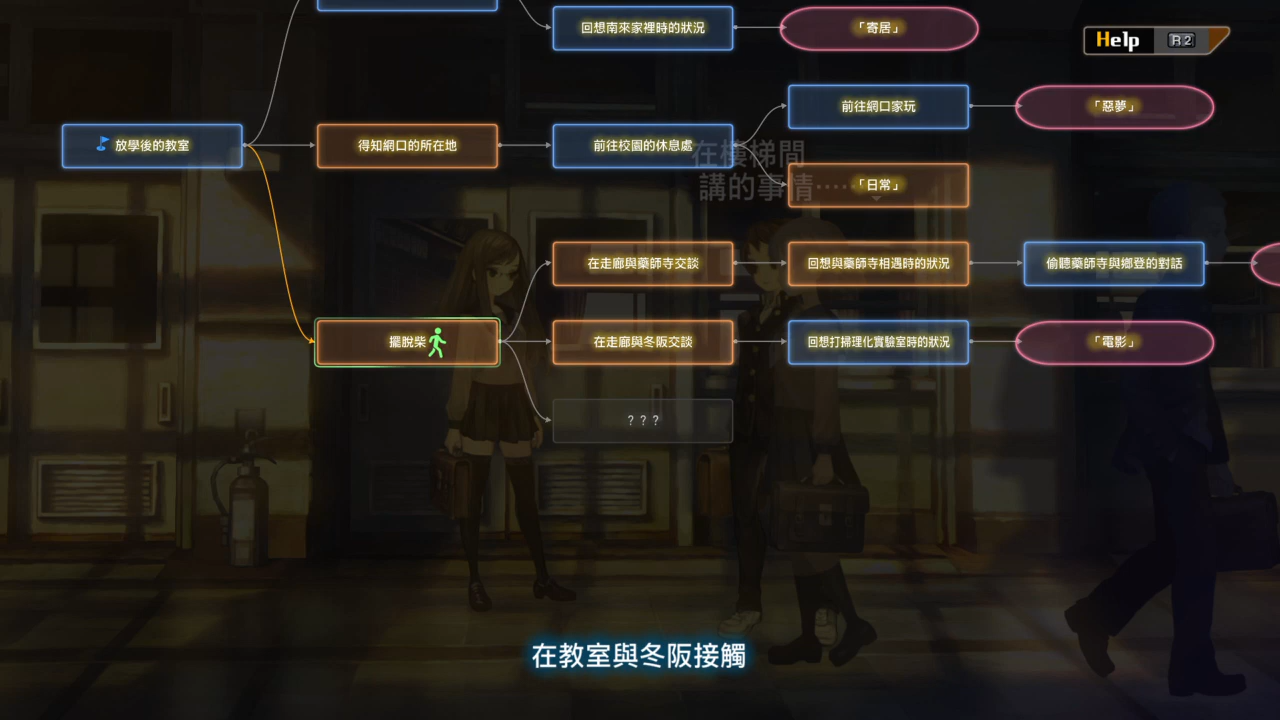 回想南來家裡時的狀況
「寄居」
Help R2
前往網口家玩
「惡夢」
放學後的教室
得知網口的所在地
前往校園的休息處
在樓梯間
講的事情⋯⋯
「日常」
在走廊與藥師寺交談
回想與藥師寺相遇時的狀況
偷聽藥師寺與鄉登的對話
擺脫柴
在走廊與冬阪交談
回想打掃理化實驗室時的狀況
「電影」
？？？
在教室與冬阪接觸